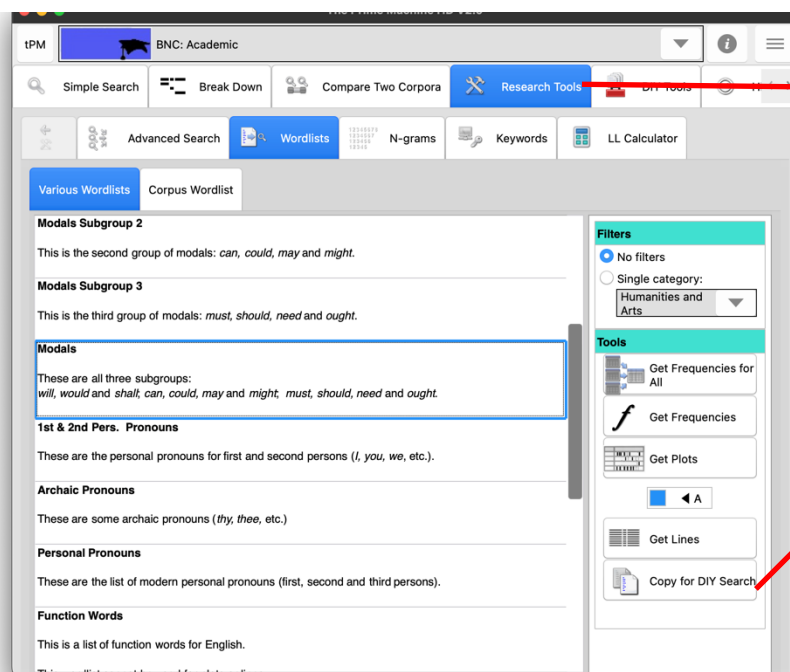 tPM
BNC: Academic
Simple Search
Break Down
Compare Two Corpora
Research Tools
Advanced Search
Wordlists
N-grams
Keywords
LL Calculator
Various Wordlists
Corpus Wordlist
Modals Subgroup 2
This is the second group of modals: can, could, may and might.
Modals Subgroup 3
This is the third group of modals: must, should, need and ought.
Modals
These are all three subgroups:
will, would and shall; can, could, may and might; must, should, need and ought.
1st & 2nd Pers. Pronouns
These are the personal pronouns for first and second persons (I, you, we, etc.).
Archaic Pronouns
These are some archaic pronouns (thy, thee, etc.)
Personal Pronouns
These are the list of modern personal pronouns (first, second and third persons).
Function Words
This is a list of function words for English.
Filters
No filters
Single category:
Humanities and
Arts
Tools
Get Frequencies for
All
Get Frequencies
Get Plots
A
Get Lines
Copy for DIY Search